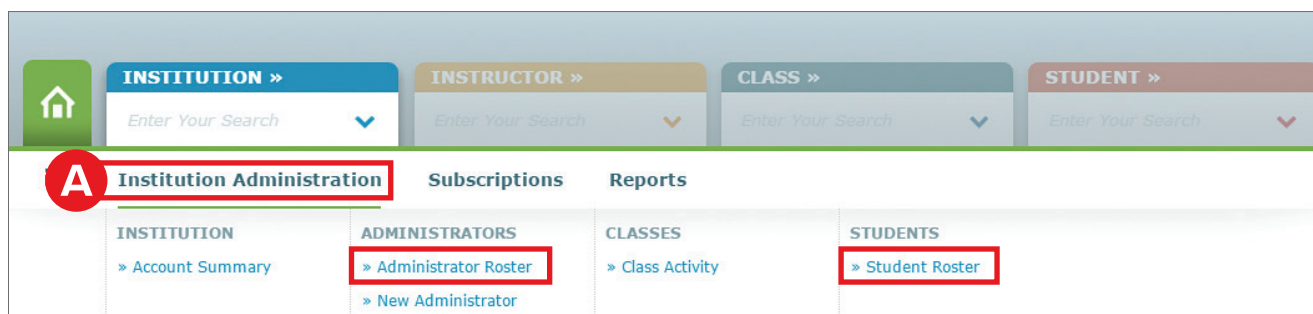 INSTITUTION » INSTRUCTOR » CLASS » STUDENT »
Enter Your Search Enter Your Search Enter Your Search Enter Your Search
A Institution Administration Subscriptions Reports
INSTITUTION ADMINISTRATORS CLASSES STUDENTS
» Account Summary » Administrator Roster » Class Activity » Student Roster
» New Administrator